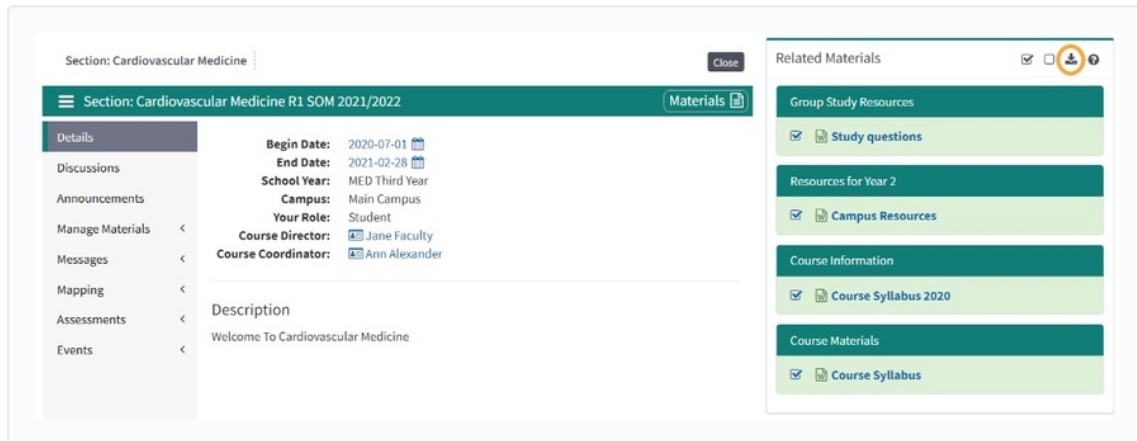 Section: Cardiovascular Medicine
Close
Section: Cardiovascular Medicine R1 SOM 2021/2022
Materials
Details
Discussions
Announcements
Manage Materials <
Messages <
Mapping <
Assessments <
Events <
Begin Date: 2020-07-01
End Date: 2021-02-28
School Year: MED Third Year
Campus: Main Campus
Your Role: Student
Course Director: Jane Faculty
Course Coordinator: Ann Alexander
Description
Welcome To Cardiovascular Medicine
Related Materials
Group Study Resources
Study questions
Resources for Year 2
Campus Resources
Course Information
Course Syllabus 2020
Course Materials
Course Syllabus